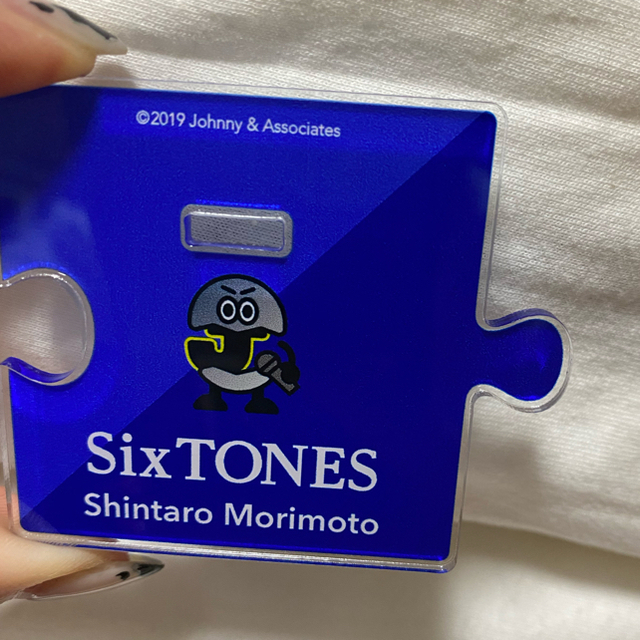 ©2019 Johnny & Associates
SixTONES
Shintaro Morimoto